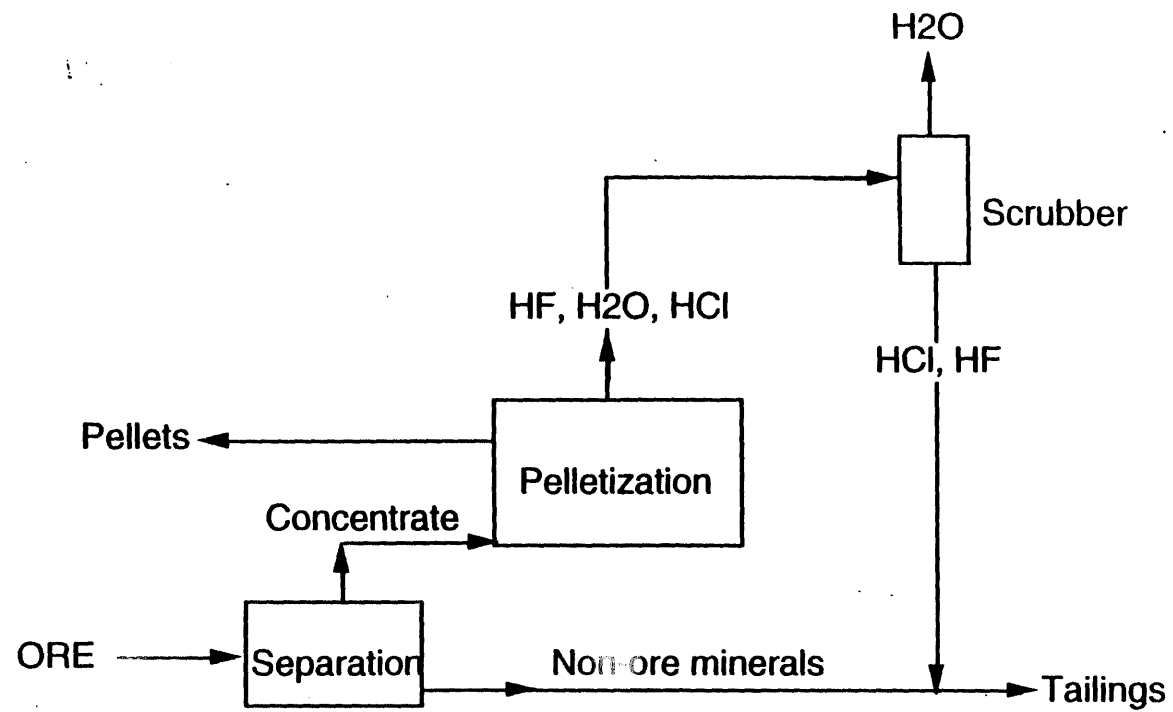 H2O
Scrubber
HF, H2O, HCl
HCl, HF
Pellets
Pelletization
Concentrate
ORE
Separation
Non-ore minerals
Tailings